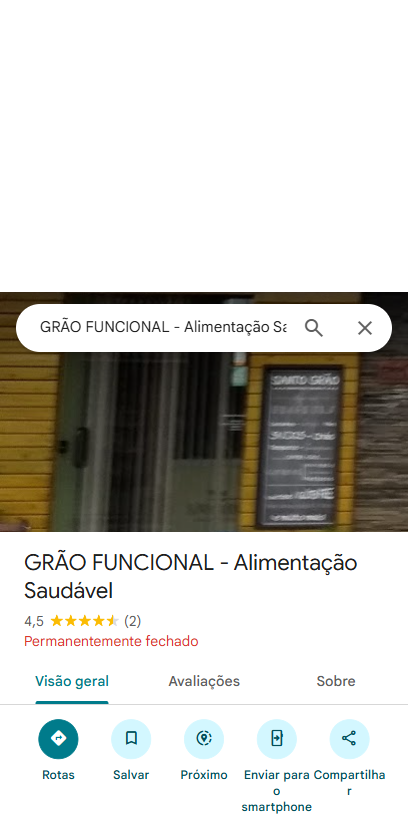 GRÃO FUNCIONAL - Alimentação Sa
SANTO GRÃO
GRÃO FUNCIONAL - Alimentação
Saudável
4,5 (2)
Permanentemente fechado
Visão geral Avaliações Sobre
Rotas Salvar Próximo Enviar para o smartphone Compartilhar